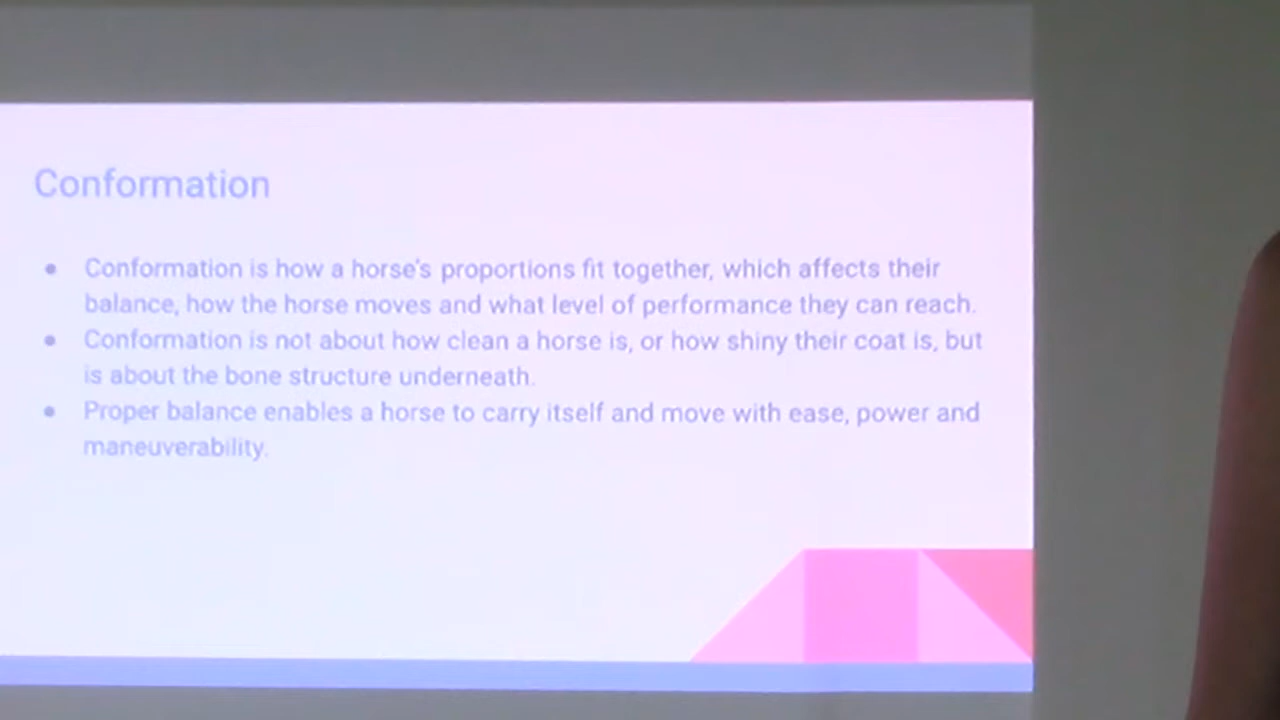 Conformation
• Conformation is how a horse's proportions fit together, which affects their
balance, how the horse moves and what level of performance they can reach.
• Conformation is not about how clean a horse is, or how shiny their coat is, but
is about the bone structure underneath.
• Proper balance enables a horse to carry itself and move with ease, power and
maneuverability.